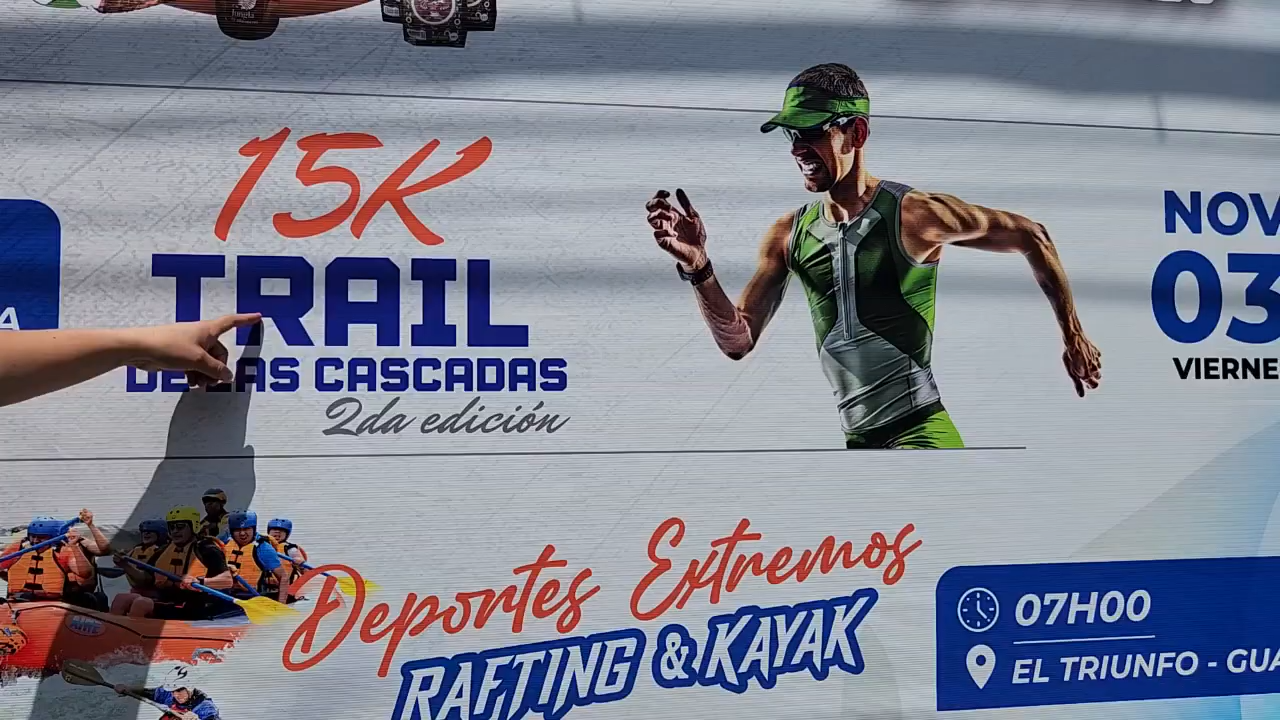 15K
TRAIL
DE LAS CASCADAS
2da edición
NOV
03
VIERNE
Deportes Extremos
RAFTING & KAYAK
07H00
EL TRIUNFO - GUA